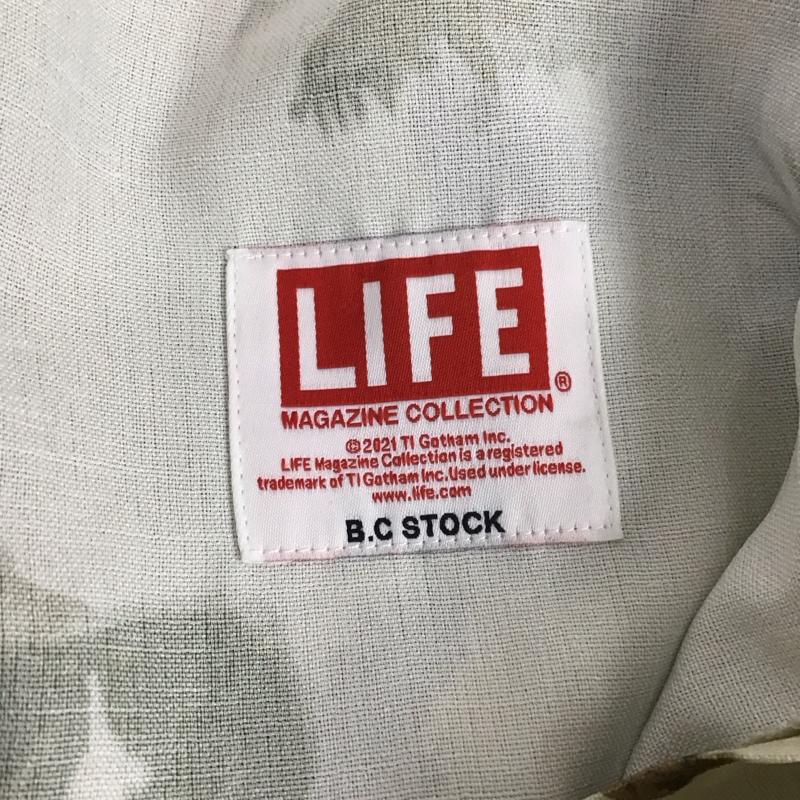 LIFE®
MAGAZINE COLLECTION
©2021 TI Gotham Inc.
LIFE Magazine Collection is a registered
trademark of TI Gotham Inc. Used under license.
www.life.com
B.C STOCK